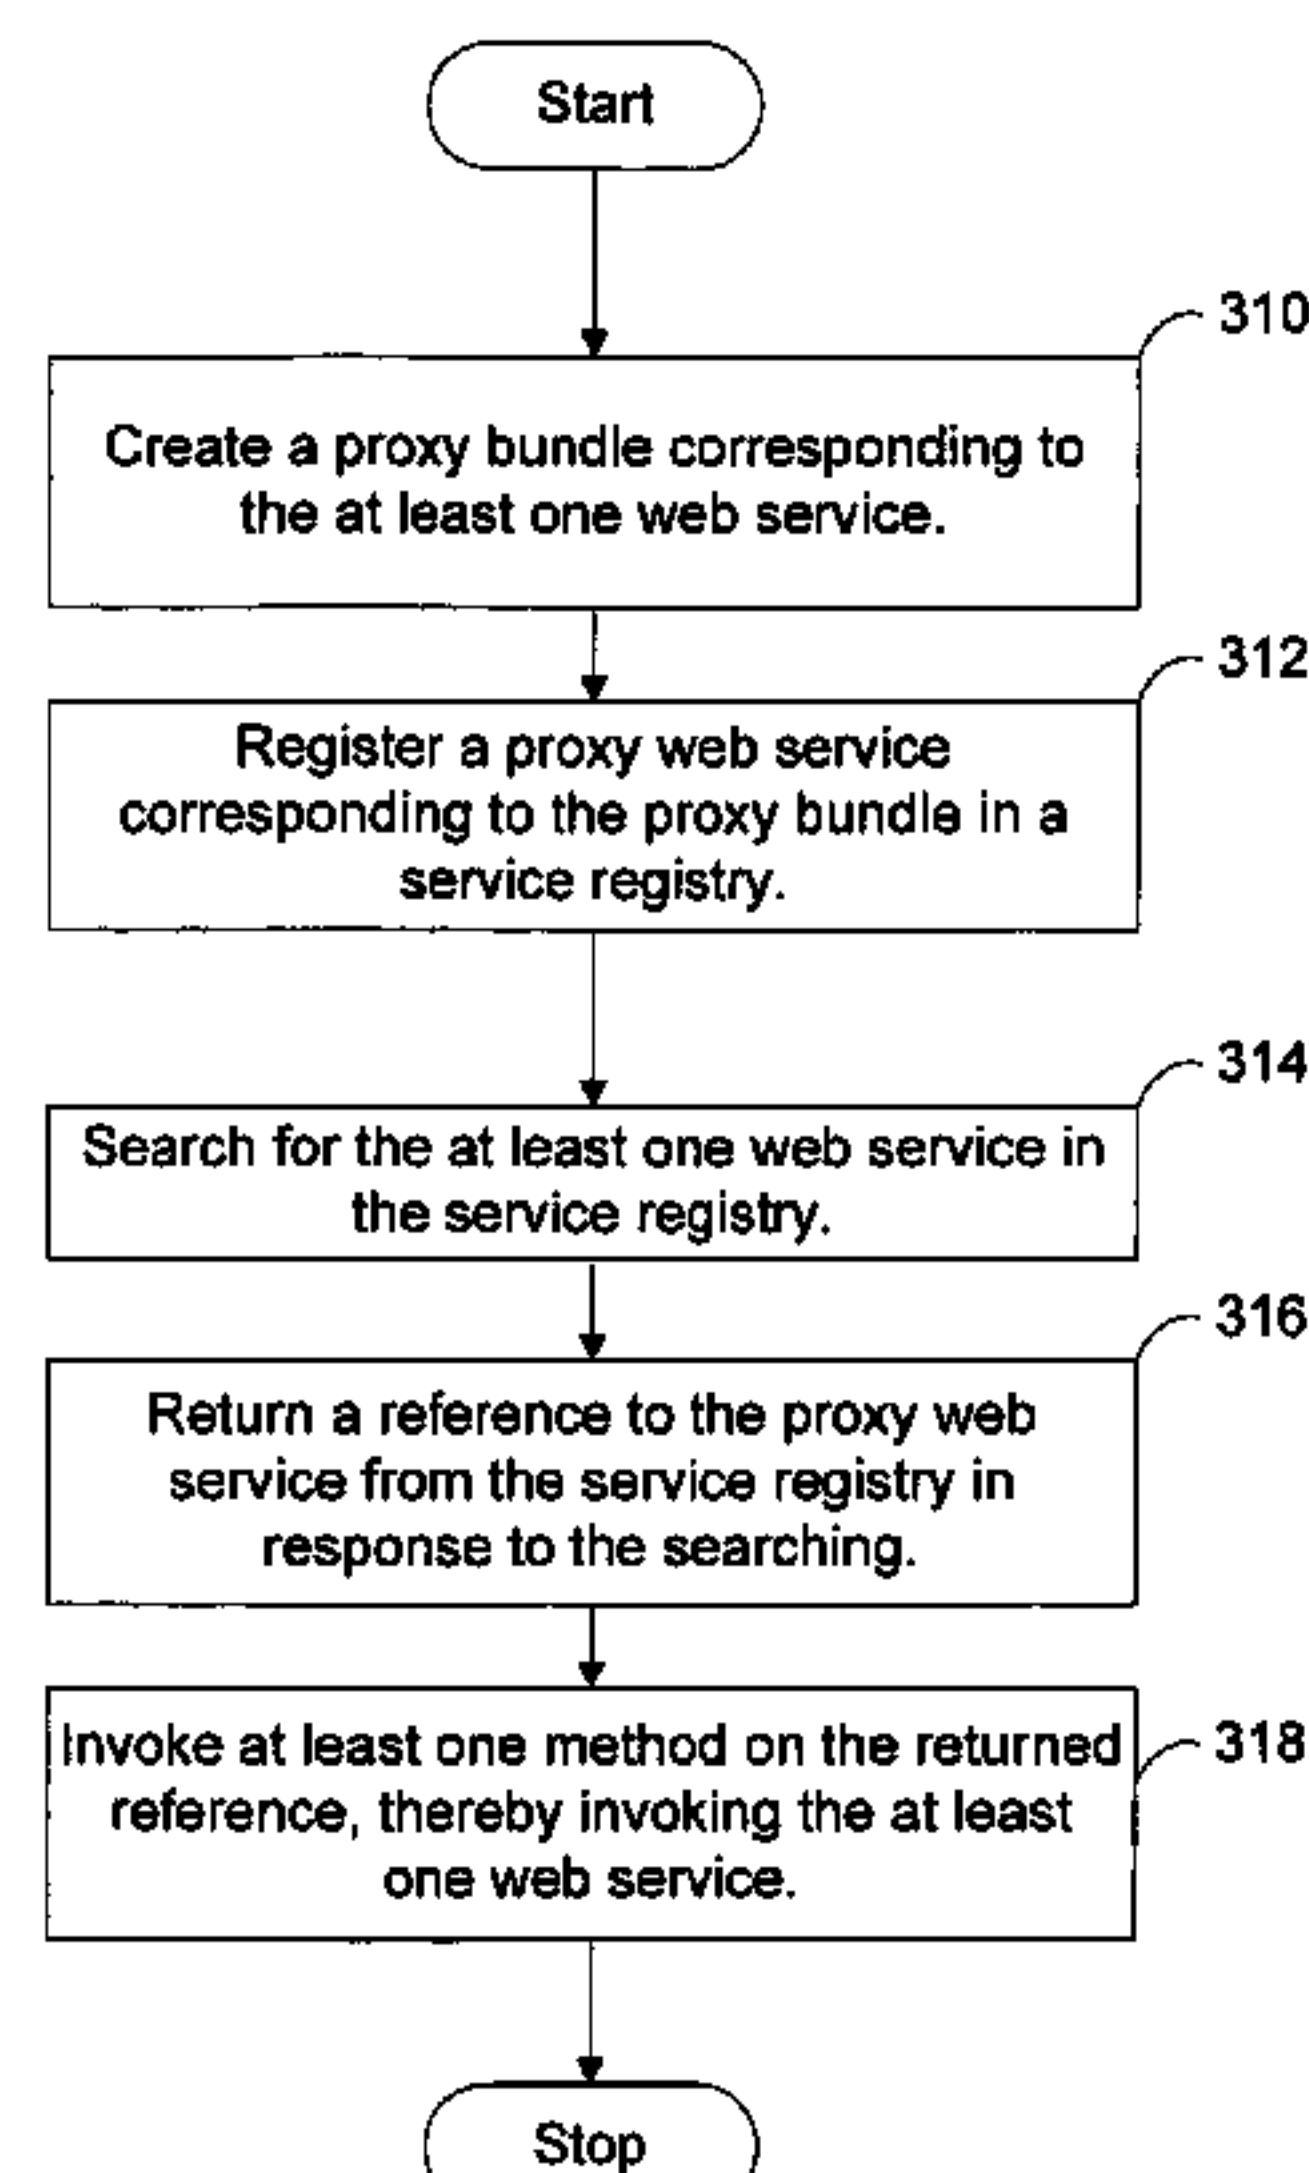 Start
310
Create a proxy bundle corresponding to
the at least one web service.
312
Register a proxy web service
corresponding to the proxy bundle in a
service registry.
314
Search for the at least one web service in
the service registry.
316
Return a reference to the proxy web
service from the service registry in
response to the searching.
318
Invoke at least one method on the returned
reference, thereby invoking the at least
one web service.
Stop